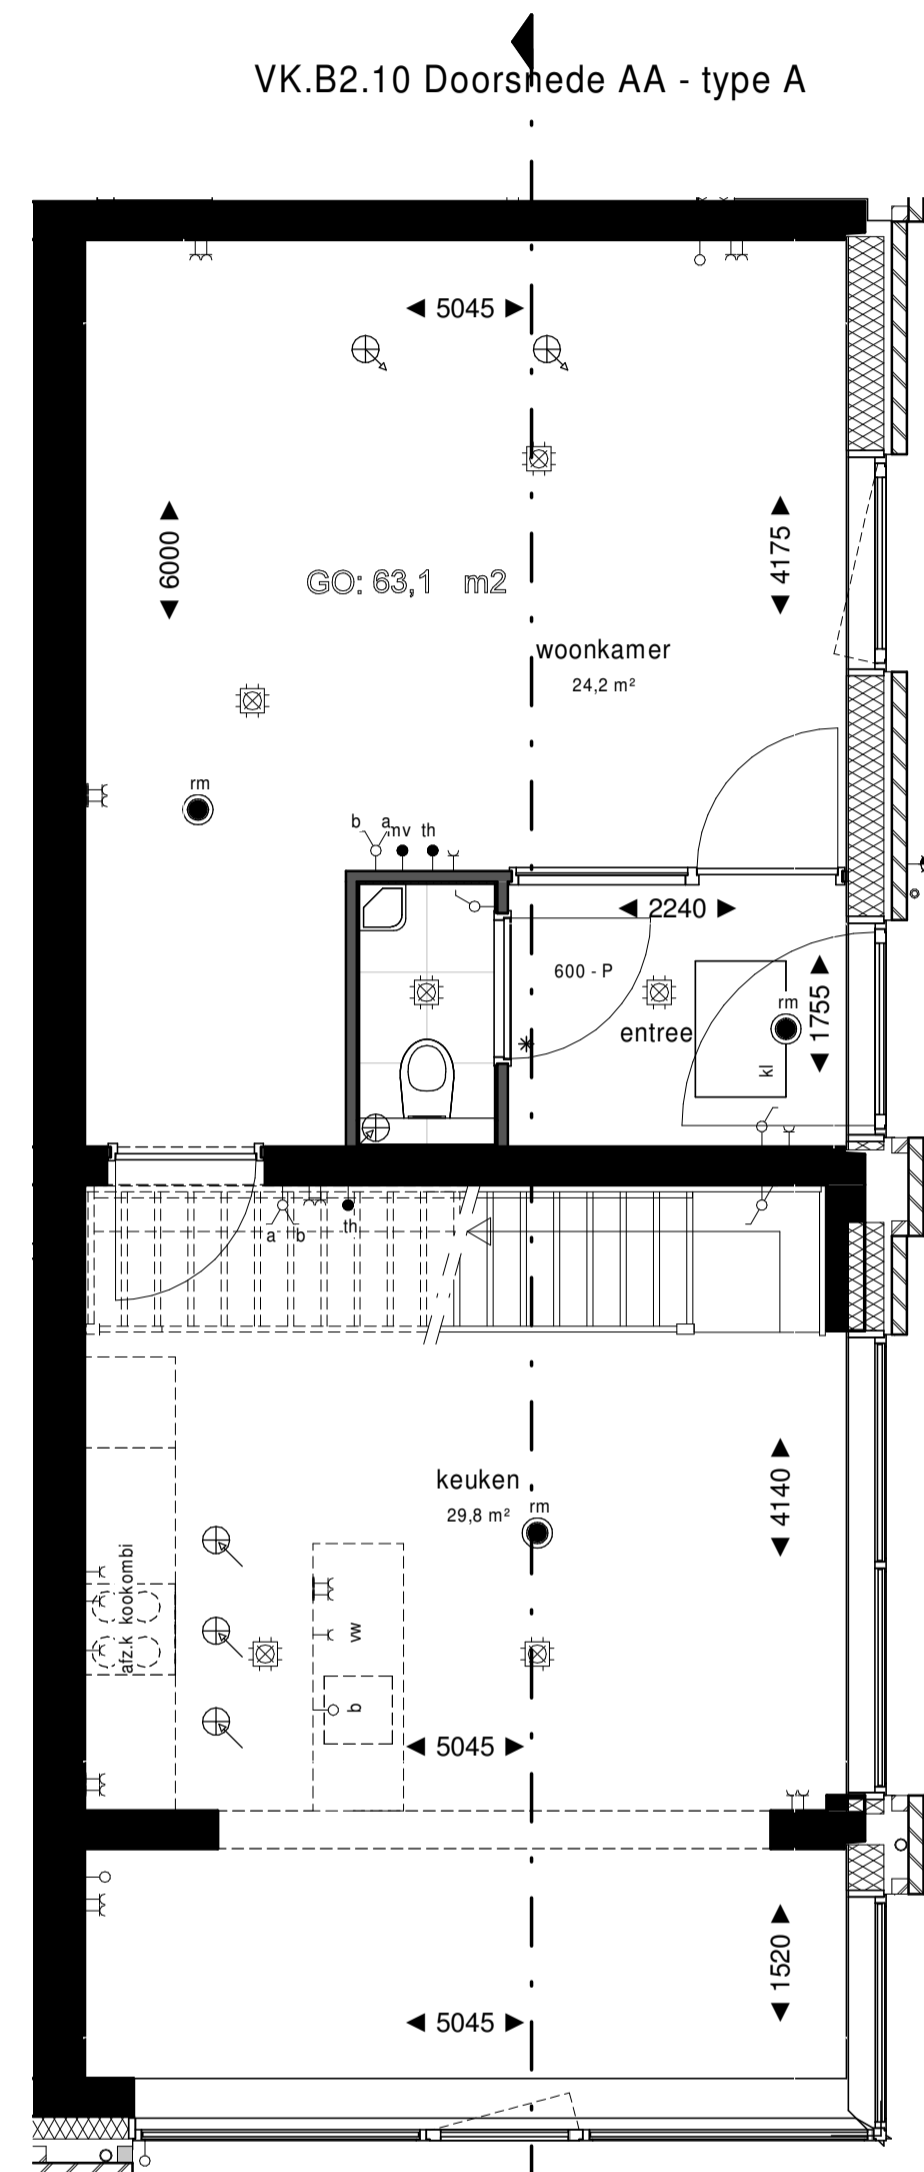 VK.B2.10 Doorsnede AA - type A
5045
6000
4175
GO: 63,1 m2
woonkamer
24,2 m²
rm
b a mv th
2240
600 - P
rm
1755
entree
kl
a b th
keuken
29,8 m²
rm
4140
afz.k kookombi
vw
b
5045
1520
5045